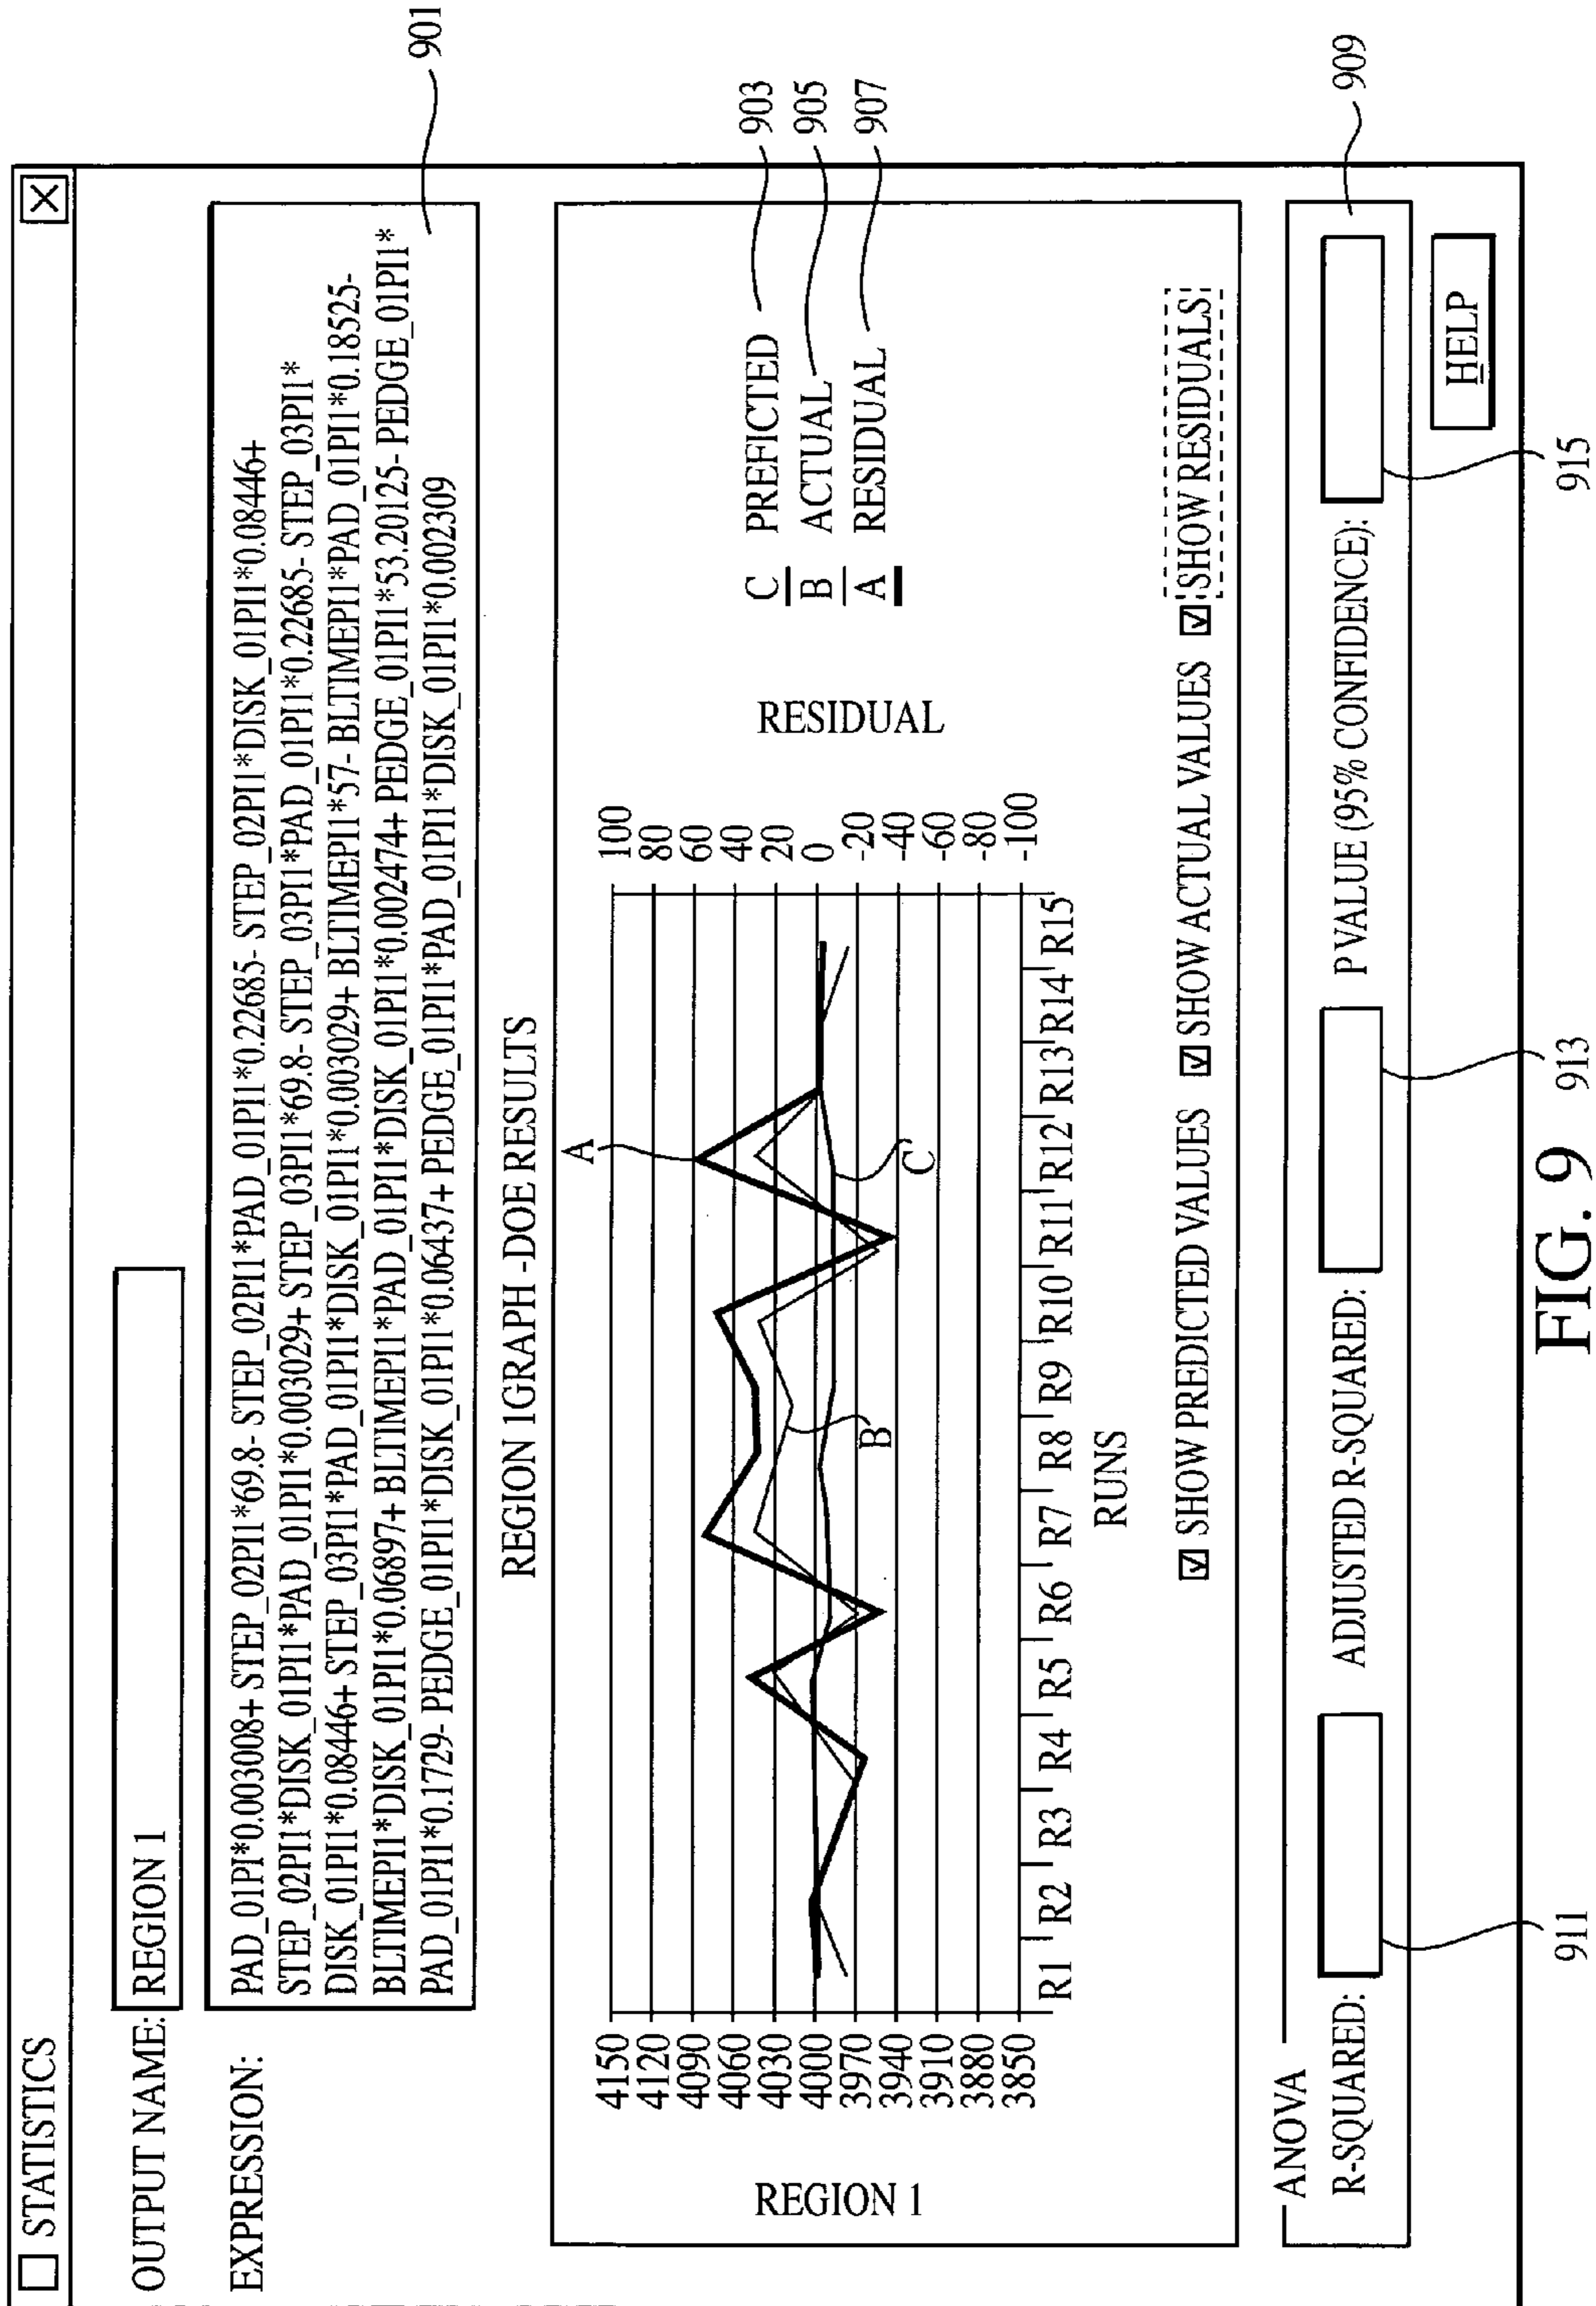 STATISTICS
X
OUTPUT NAME: REGION 1
EXPRESSION:
PAD_01PI*0.003008+ STEP_02PI1*69.8- STEP_02PI1*PAD_01PI1*0.22685- STEP_02PI1*DISK_01PI1*0.08446+
STEP_02PI1*DISK_01PI1*PAD_01PI1*0.003029+ STEP_03PI1*69.8- STEP_03PI1*PAD_01PI1*0.22685- STEP_03PI1*
DISK_01PI1*0.08446+ STEP_03PI1*PAD_01PI1*DISK_01PI1*0.003029+ BLTIMEPI1*57- BLTIMEPI1*PAD_01PI1*0.18525-
BLTIMEPI1*DISK_01PI1*0.06897+ BLTIMEPI1*PAD_01PI1*DISK_01PI1*0.002474+ PEDGE_01PI1*53.20125- PEDGE_01PI1*
PAD_01PI1*0.1729- PEDGE_01PI1*DISK_01PI1*0.06437+ PEDGE_01PI1*PAD_01PI1*DISK_01PI1*0.002309
901
REGION 1GRAPH -DOE RESULTS
REGION 1
4150
4120
4090
4060
4030
4000
3970
3940
3910
3880
3850
A
B
C
100
80
60
40
20
0
-20
-40
-60
-80
-100
RESIDUAL
R1 R2 R3 R4 R5 R6 R7 R8 R9 R10 R11 R12 R13 R14 R15
RUNS
C PREFICTED 903
B ACTUAL 905
A RESIDUAL 907
SHOW PREDICTED VALUES SHOW ACTUAL VALUES SHOW RESIDUALS
ANOVA
R-SQUARED: ADJUSTED R-SQUARED: P VALUE (95% CONFIDENCE):
909
HELP
911 913 915
FIG. 9